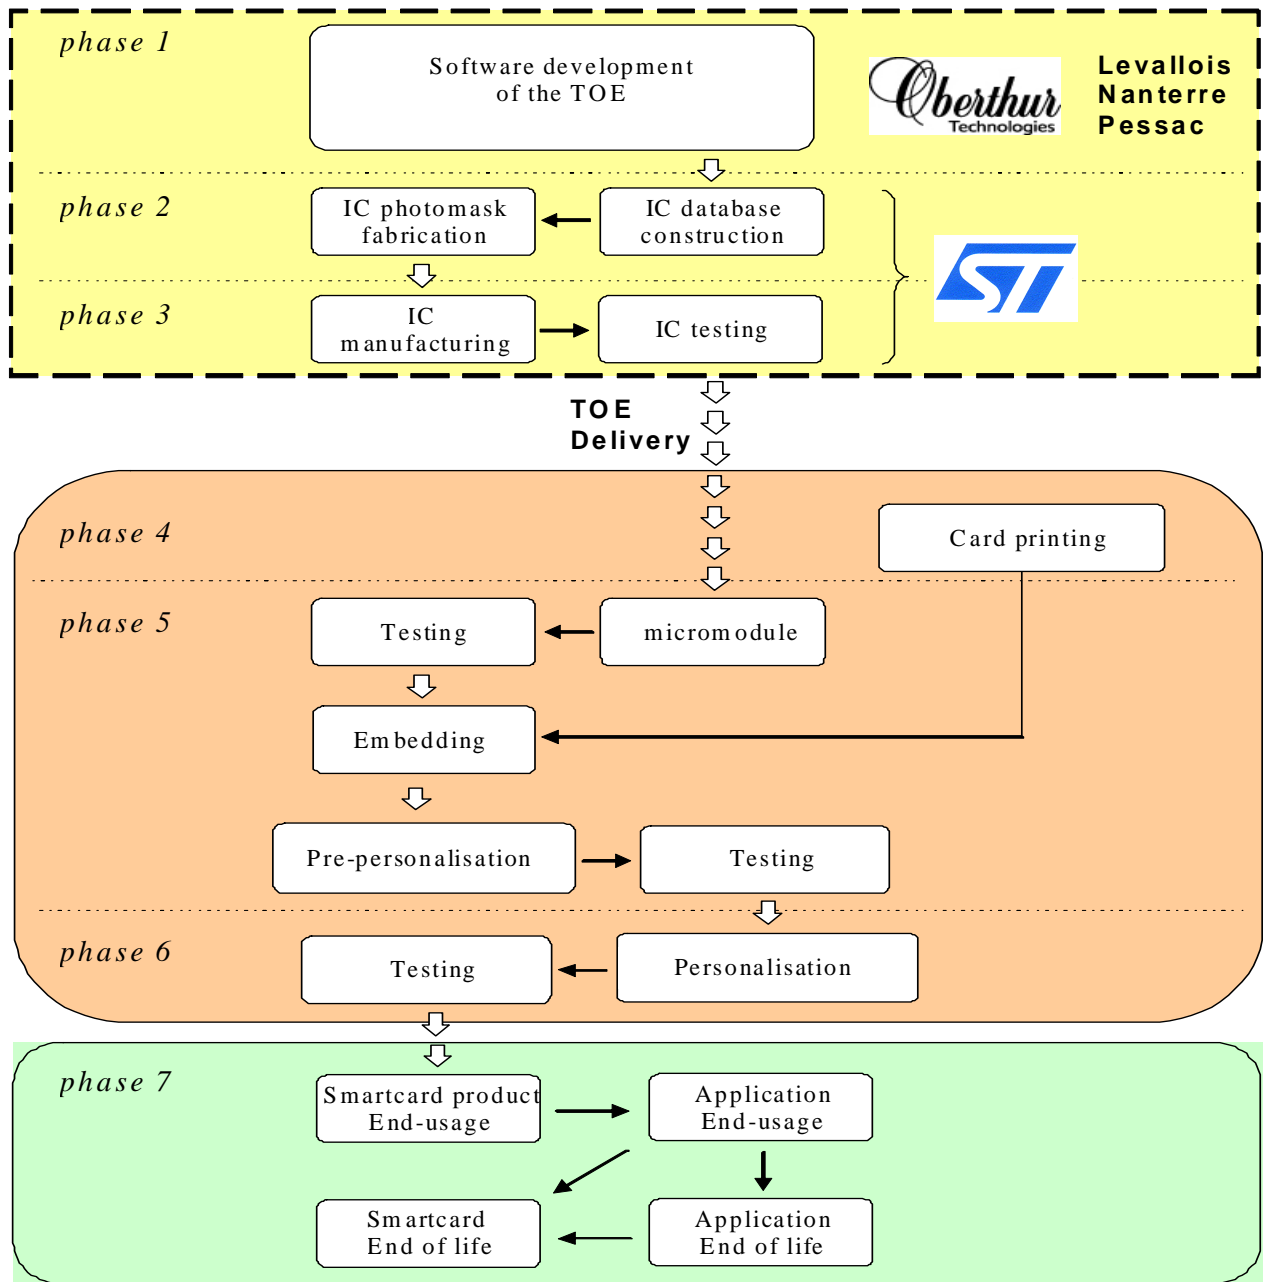 phase 1
Software development
of the TOE
Oberthur
Technologies
Levallois
Nanterre
Pessac
phase 2
IC photomask
fabrication
IC database
construction
ST
phase 3
IC
manufacturing
IC testing
TOE
Delivery
phase 4
Card printing
phase 5
Testing
micromodule
Embedding
Pre-personalisation
Testing
phase 6
Testing
Personalisation
phase 7
Smartcard product
End-usage
Application
End-usage
Smartcard
End of life
Application
End of life